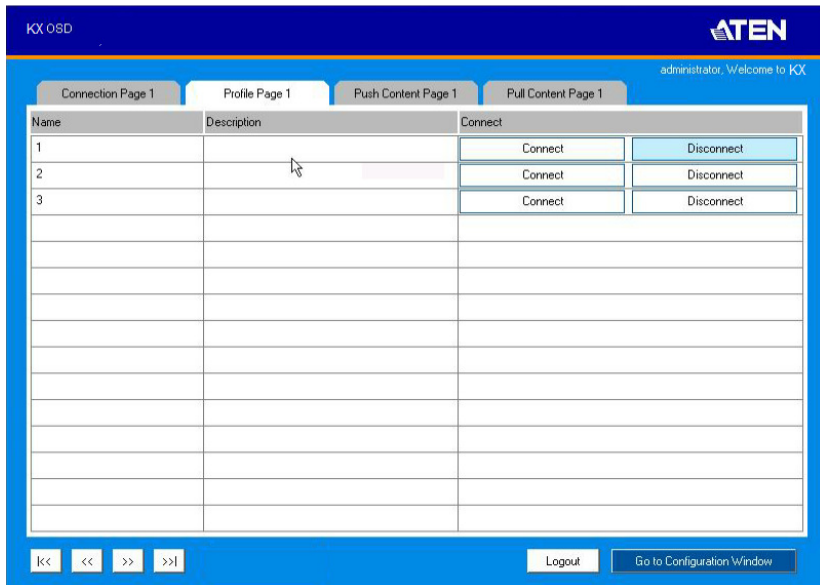 KX OSD
ATEN
administrator, Welcome to KX
Connection Page 1 Profile Page 1 Push Content Page 1 Pull Content Page 1
Name Description Connect
1 Connect Disconnect
2 Connect Disconnect
3 Connect Disconnect
|<< << >> >>| Logout Go to Configuration Window